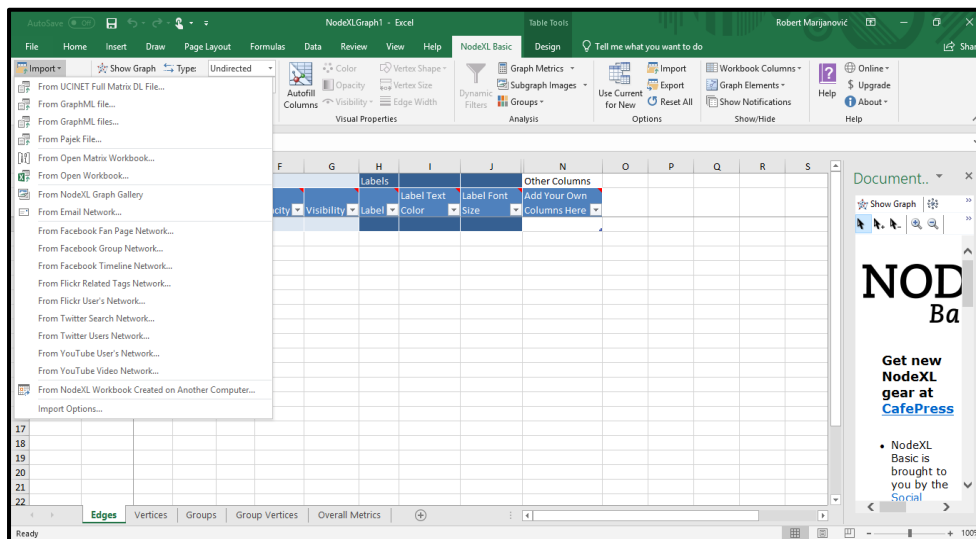 AutoSave Off NodeXLGraph1 - Excel Table Tools Robert Marijanović
File Home Insert Draw Page Layout Formulas Data Review View Help NodeXL Basic Design Tell me what you want to do Shar
Import Show Graph Type: Undirected Color Vertex Shape Graph Metrics Import Workbook Columns Online
Autofill Columns Opacity Vertex Size Dynamic Filters Subgraph Images Use Current for New Export Graph Elements Help Upgrade
Visibility Edge Width Groups Reset All Show Notifications About
Visual Properties Analysis Options Show/Hide Help
From UCINET Full Matrix DL File...
From GraphML file...
From GraphML files...
From Pajek File...
From Open Matrix Workbook...
From Open Workbook...
From NodeXL Graph Gallery
From Email Network...
From Facebook Fan Page Network...
From Facebook Group Network...
From Facebook Timeline Network...
From Flickr Related Tags Network...
From Flickr User's Network...
From Twitter Search Network...
From Twitter Users Network...
From YouTube User's Network...
From YouTube Video Network...
From NodeXL Workbook Created on Another Computer...
Import Options...
F G H I J N O P Q R S
Labels Other Columns
acity Visibility Label Label Text Color Label Font Size Add Your Own Columns Here
17
18
19
20
21
22
Document..
Show Graph
NOD
Ba
Get new
NodeXL
gear at
CafePress
• NodeXL
Basic is
brought to
you by the
Social
Edges Vertices Groups Group Vertices Overall Metrics
Ready 100%